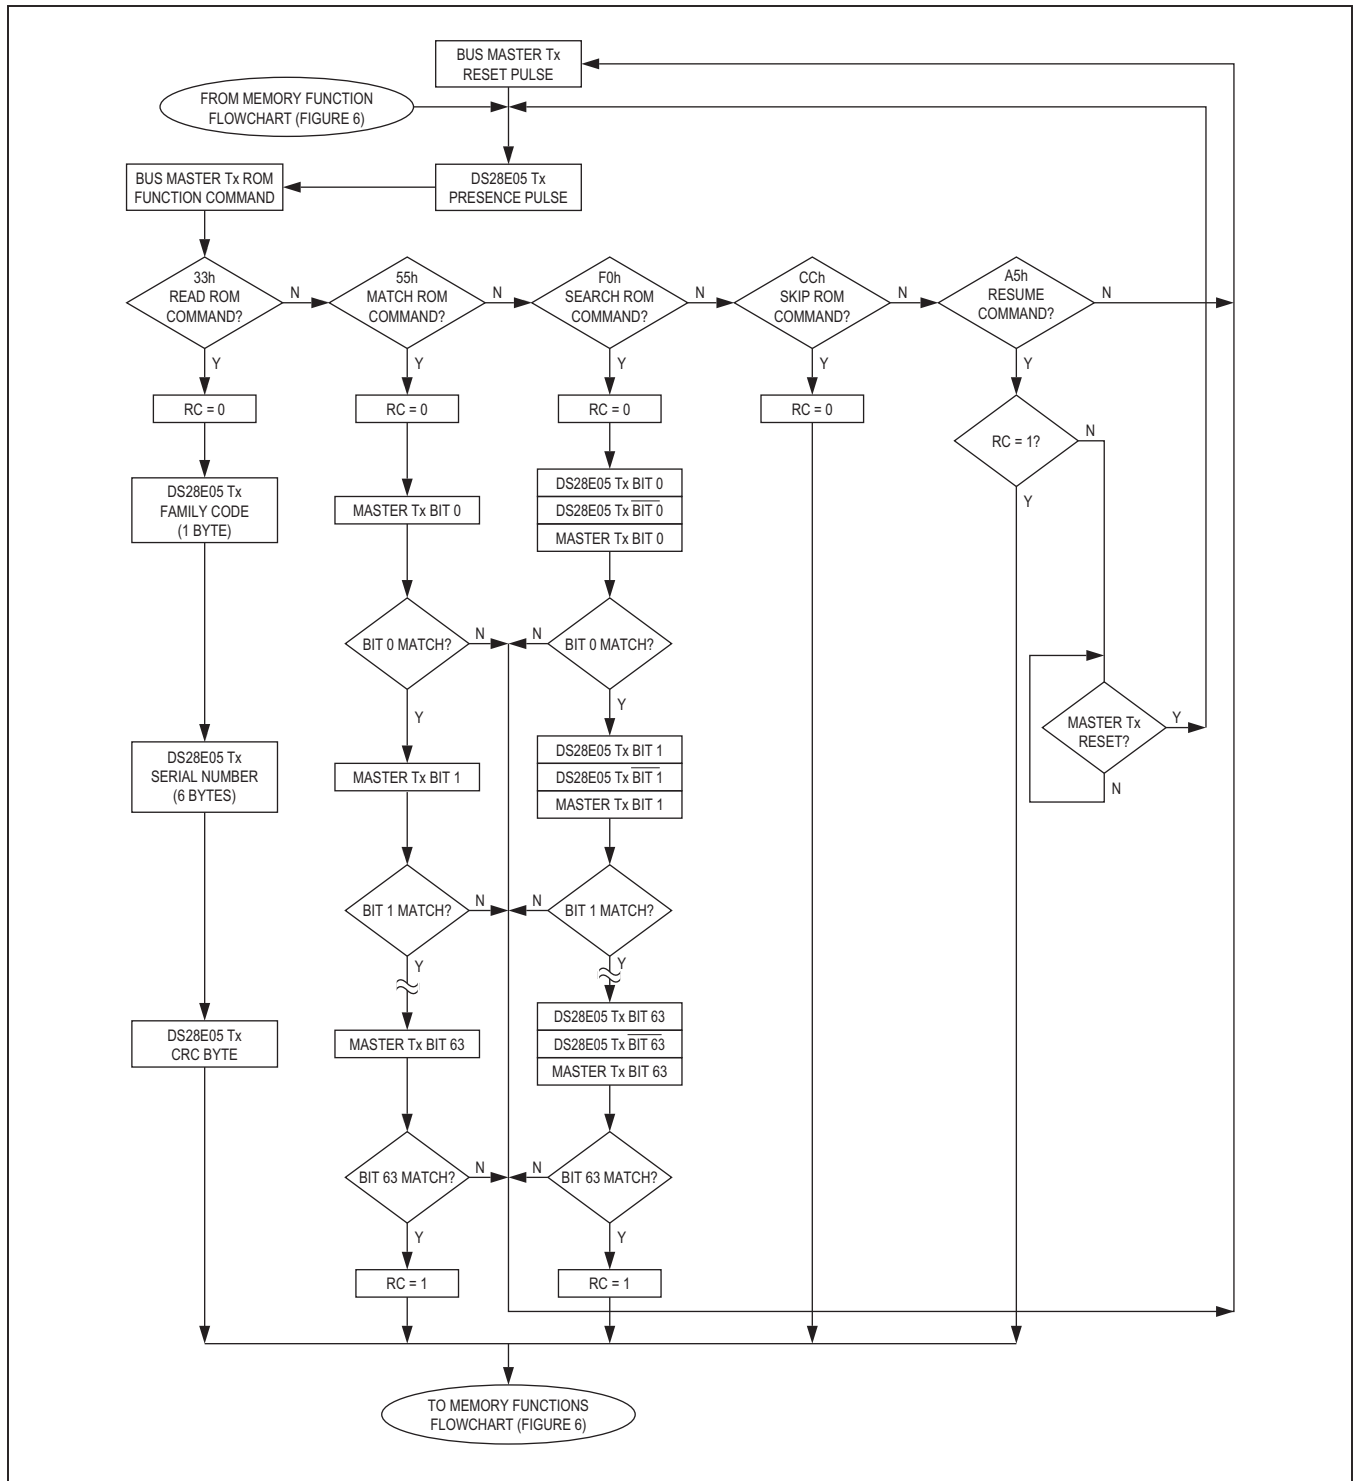 BUS MASTER Tx
RESET PULSE
FROM MEMORY FUNCTION
FLOWCHART (FIGURE 6)
BUS MASTER Tx ROM
FUNCTION COMMAND
DS28E05 Tx
PRESENCE PULSE
33h
READ ROM
COMMAND?
N
55h
MATCH ROM
COMMAND?
N
F0h
SEARCH ROM
COMMAND?
N
CCh
SKIP ROM
COMMAND?
N
A5h
RESUME
COMMAND?
N
Y
Y
Y
Y
Y
RC = 0
RC = 0
RC = 0
RC = 0
RC = 1?
N
Y
DS28E05 Tx
FAMILY CODE
(1 BYTE)
MASTER Tx BIT 0
DS28E05 Tx BIT 0
DS28E05 Tx B̅I̅T̅ ̅0̅
MASTER Tx BIT 0
BIT 0 MATCH?
N
N
BIT 0 MATCH?
Y
Y
MASTER Tx
RESET?
Y
N
DS28E05 Tx
SERIAL NUMBER
(6 BYTES)
MASTER Tx BIT 1
DS28E05 Tx BIT 1
DS28E05 Tx B̅I̅T̅ ̅1̅
MASTER Tx BIT 1
BIT 1 MATCH?
N
N
BIT 1 MATCH?
Y
Y
DS28E05 Tx
CRC BYTE
MASTER Tx BIT 63
DS28E05 Tx BIT 63
DS28E05 Tx B̅I̅T̅ ̅6̅3̅
MASTER Tx BIT 63
BIT 63 MATCH?
N
N
BIT 63 MATCH?
Y
Y
RC = 1
RC = 1
TO MEMORY FUNCTIONS
FLOWCHART (FIGURE 6)